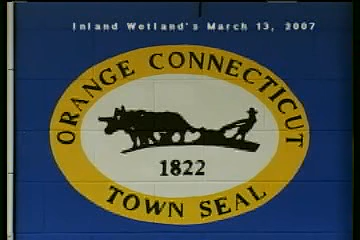 Inland Wetland's March 13, 2007
ORANGE CONNECTICUT
1822
TOWN SEAL